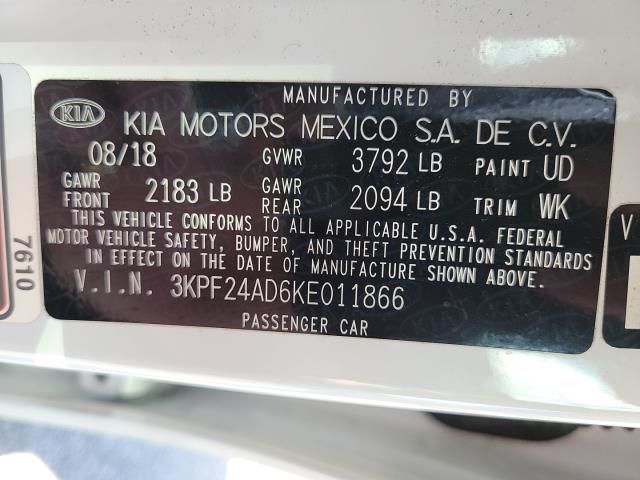 MANUFACTURED BY
KIA KIA MOTORS MEXICO S.A. DE C.V.
08/18 GVWR 3792 LB PAINT UD
GAWR FRONT 2183 LB GAWR REAR 2094 LB TRIM WK
THIS VEHICLE CONFORMS TO ALL APPLICABLE U.S.A. FEDERAL
MOTOR VEHICLE SAFETY, BUMPER, AND THEFT PREVENTION STANDARDS
IN EFFECT ON THE DATE OF MANUFACTURE SHOWN ABOVE.
V.I.N. 3KPF24AD6KE011866
PASSENGER CAR
7610
V